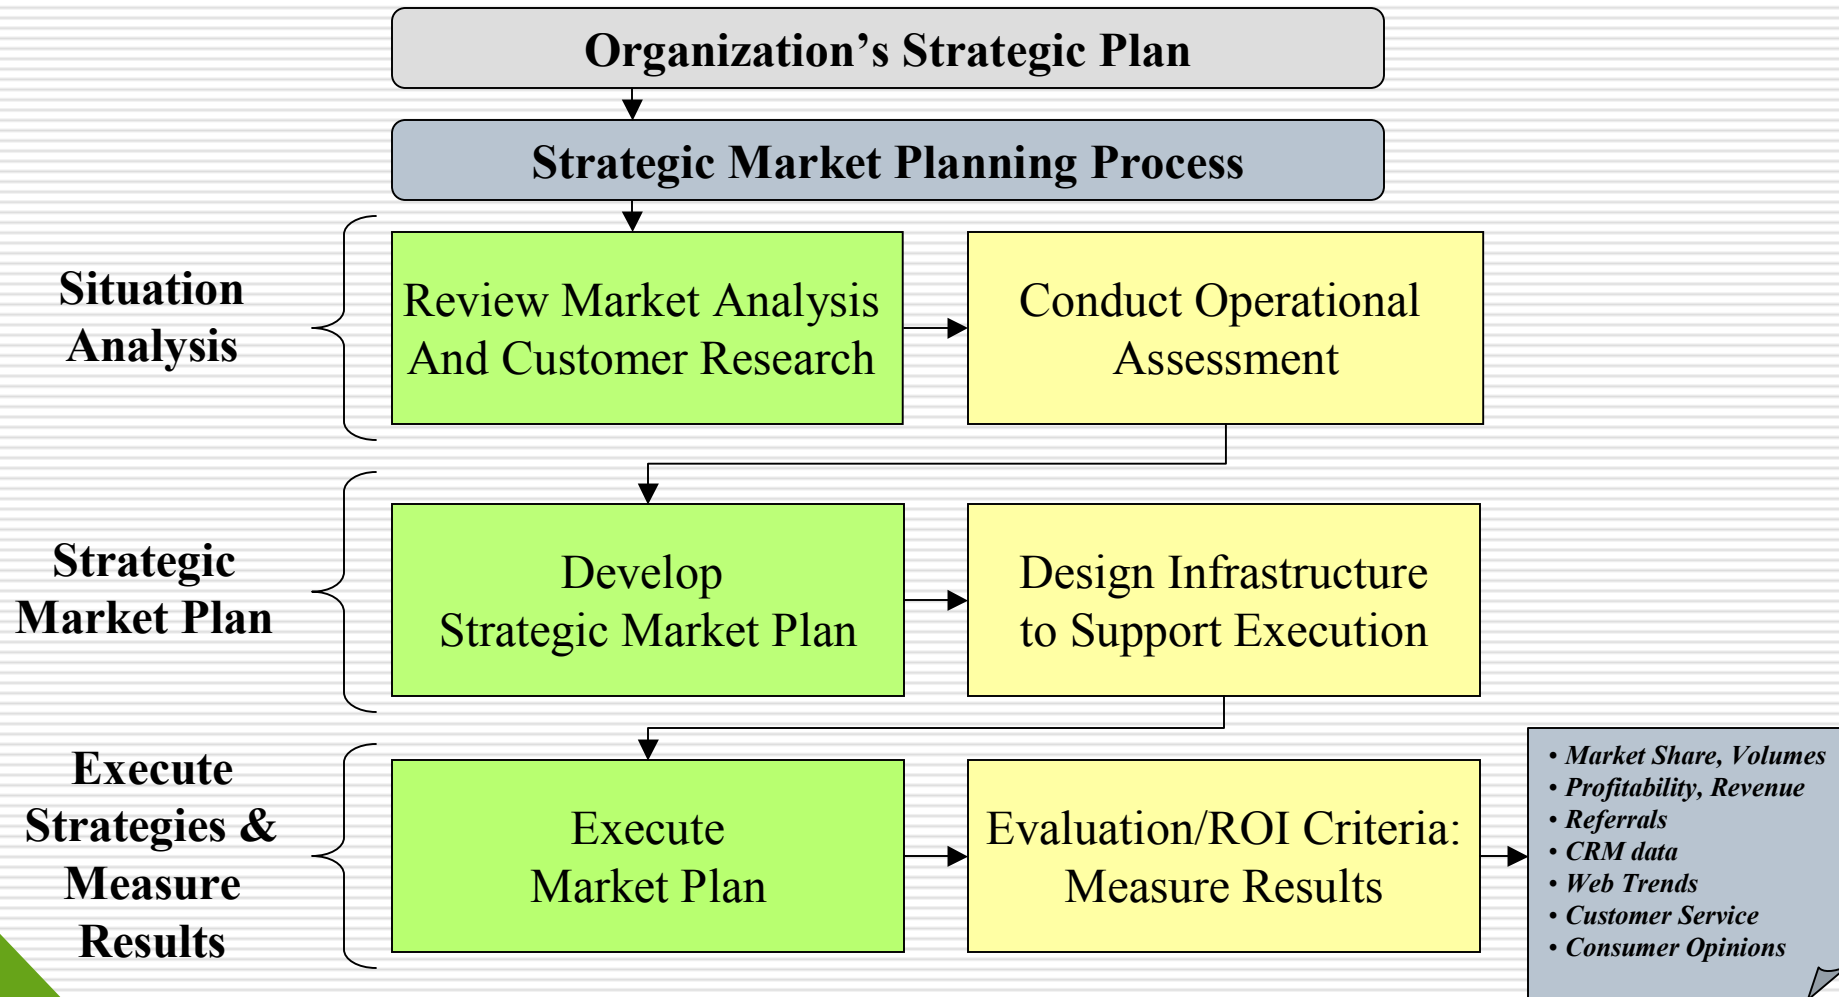 Organization’s Strategic Plan
Strategic Market Planning Process
Situation
Analysis
Review Market Analysis
And Customer Research
Conduct Operational
Assessment
Strategic
Market Plan
Develop
Strategic Market Plan
Design Infrastructure
to Support Execution
Execute
Strategies &
Measure
Results
Execute
Market Plan
Evaluation/ROI Criteria:
Measure Results
• Market Share, Volumes
• Profitability, Revenue
• Referrals
• CRM data
• Web Trends
• Customer Service
• Consumer Opinions